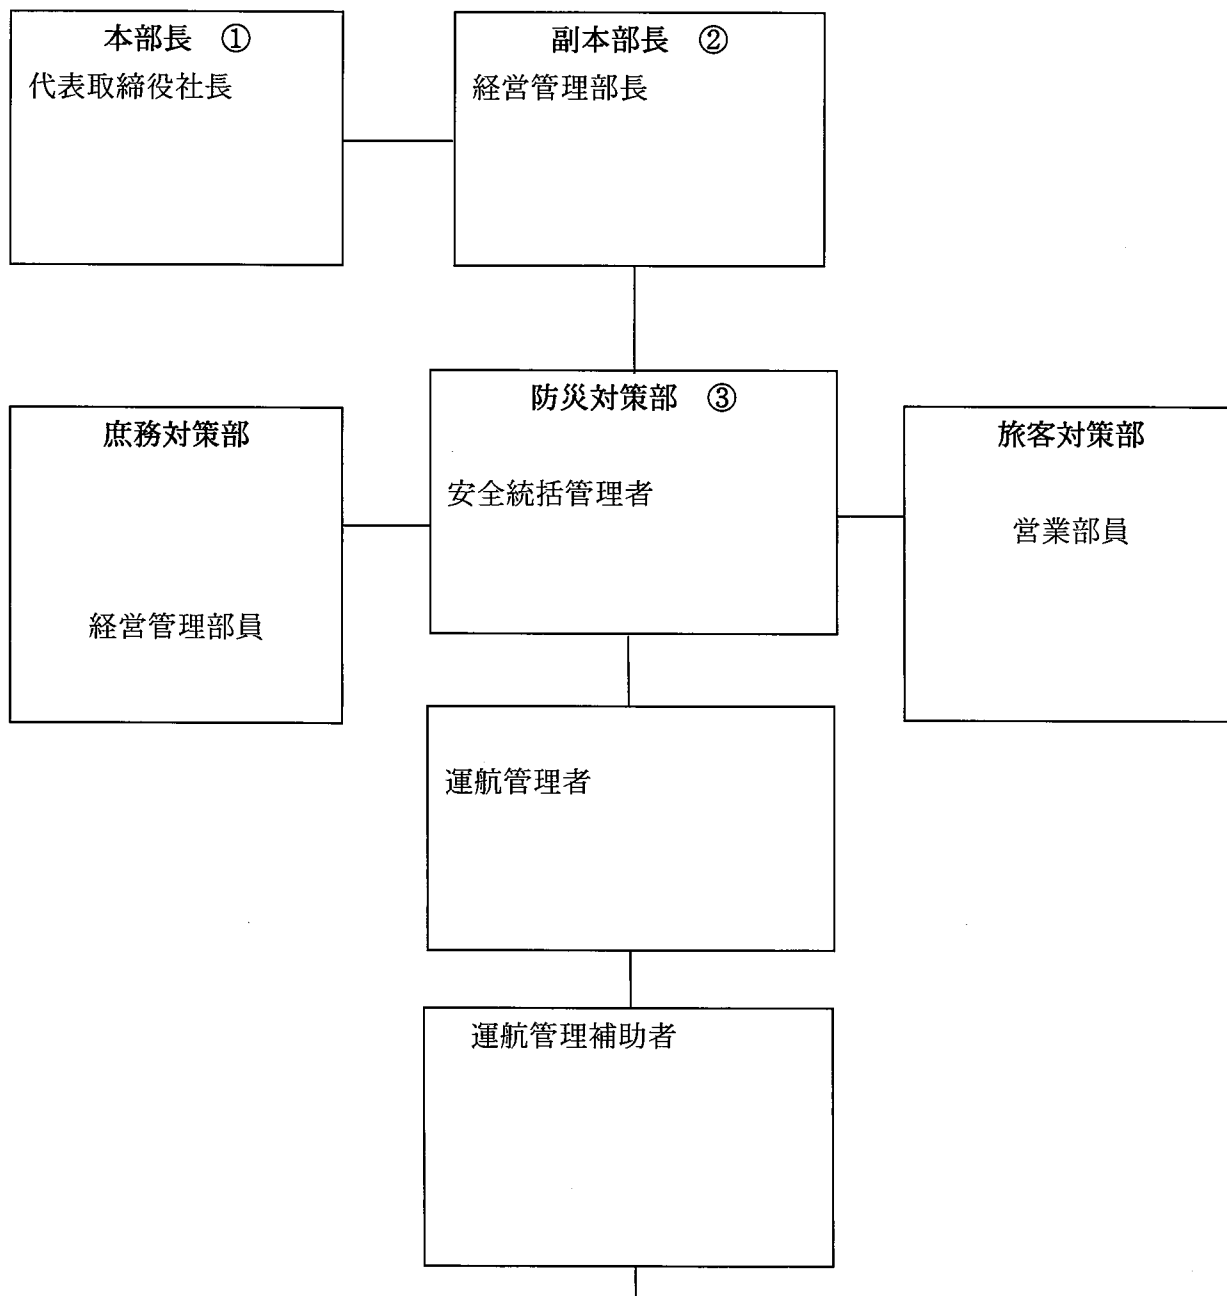 本部長 ①
代表取締役社長
副本部長 ②
経営管理部長
防災対策部 ③
安全統括管理者
庶務対策部
経営管理部員
旅客対策部
営業部員
運航管理者
運航管理補助者